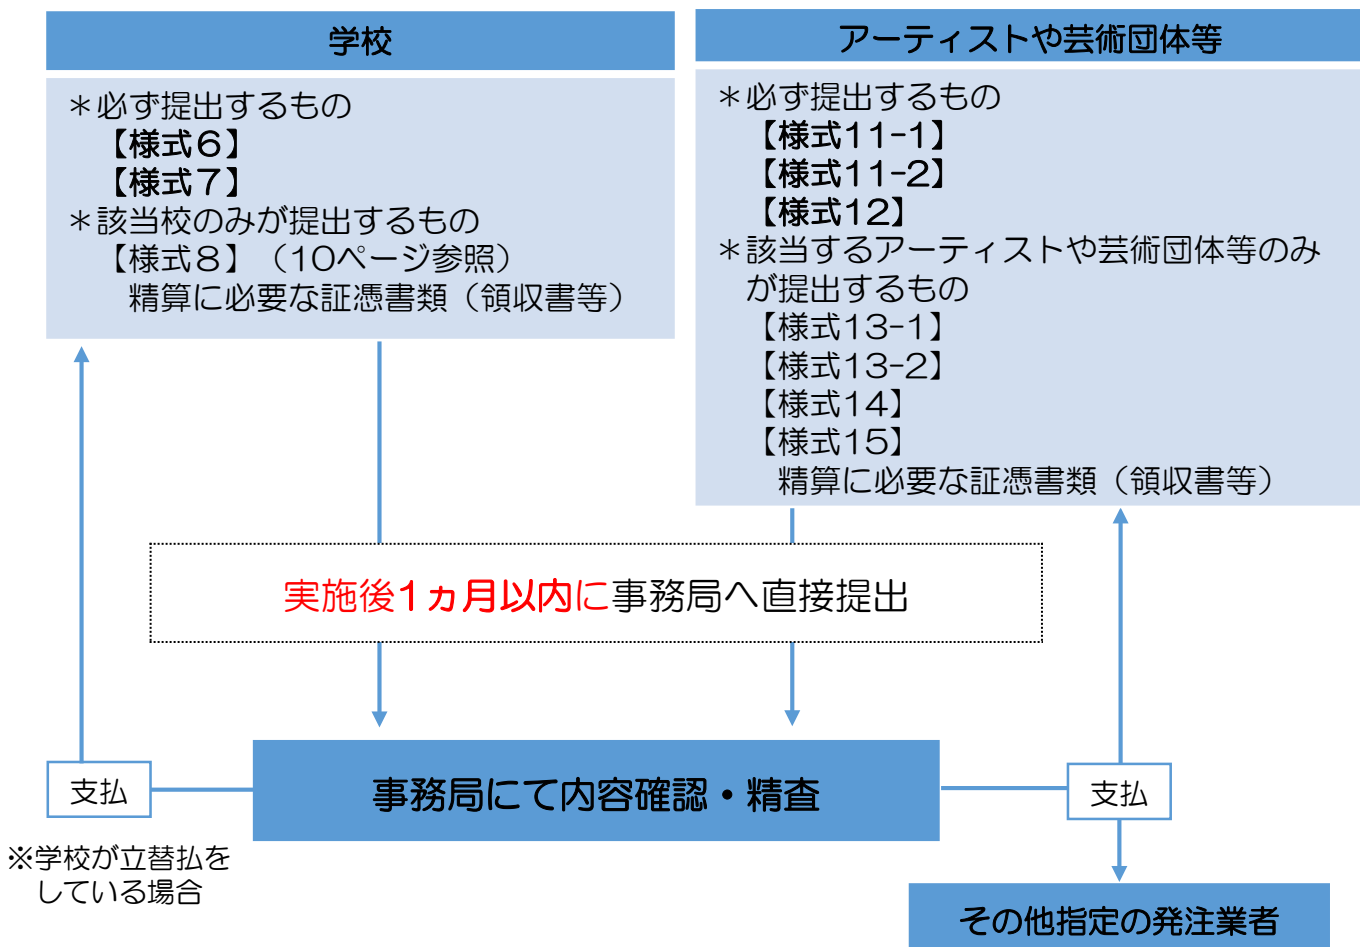 学校
＊必ず提出するもの
【様式６】
【様式７】
＊該当校のみが提出するもの
【様式８】（10ページ参照）
精算に必要な証憑書類（領収書等）
アーティストや芸術団体等
＊必ず提出するもの
【様式11-1】
【様式11-2】
【様式12】
＊該当するアーティストや芸術団体等のみ
が提出するもの
【様式13-1】
【様式13-2】
【様式14】
【様式15】
精算に必要な証憑書類（領収書等）
実施後１ヵ月以内に事務局へ直接提出
支払
事務局にて内容確認・精査
支払
※学校が立替払を
している場合
その他指定の発注業者